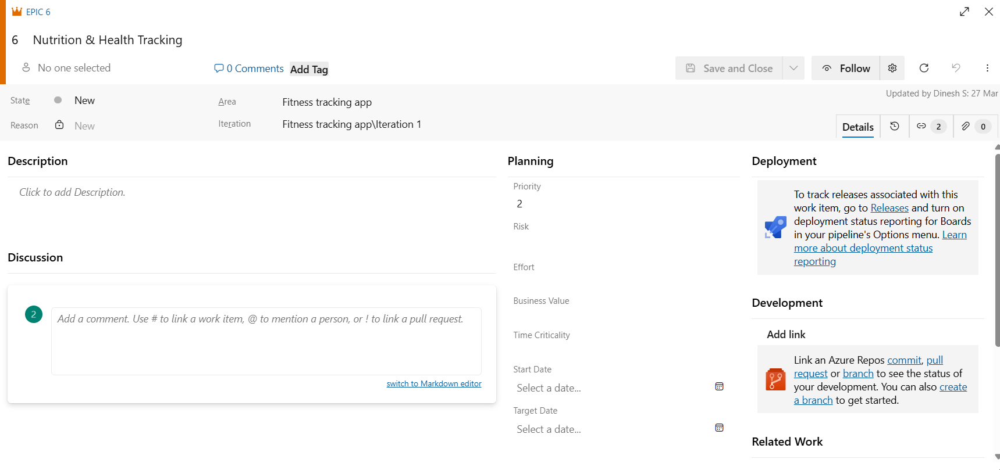 EPIC 6
6 Nutrition & Health Tracking
No one selected
0 Comments
Add Tag
Save and Close
Follow
State
New
Area
Fitness tracking app
Updated by Dinesh S: 27 Mar
Reason
New
Iteration
Fitness tracking app\Iteration 1
Details
2
0
Description
Click to add Description.
Discussion
2
Add a comment. Use # to link a work item, @ to mention a person, or ! to link a pull request.
switch to Markdown editor
Planning
Priority
2
Risk
Effort
Business Value
Time Criticality
Start Date
Select a date...
Target Date
Select a date...
Deployment
To track releases associated with this
work item, go to Releases and turn on
deployment status reporting for Boards
in your pipeline's Options menu. Learn
more about deployment status
reporting
Development
Add link
Link an Azure Repos commit, pull
request or branch to see the status of
your development. You can also create
a branch to get started.
Related Work